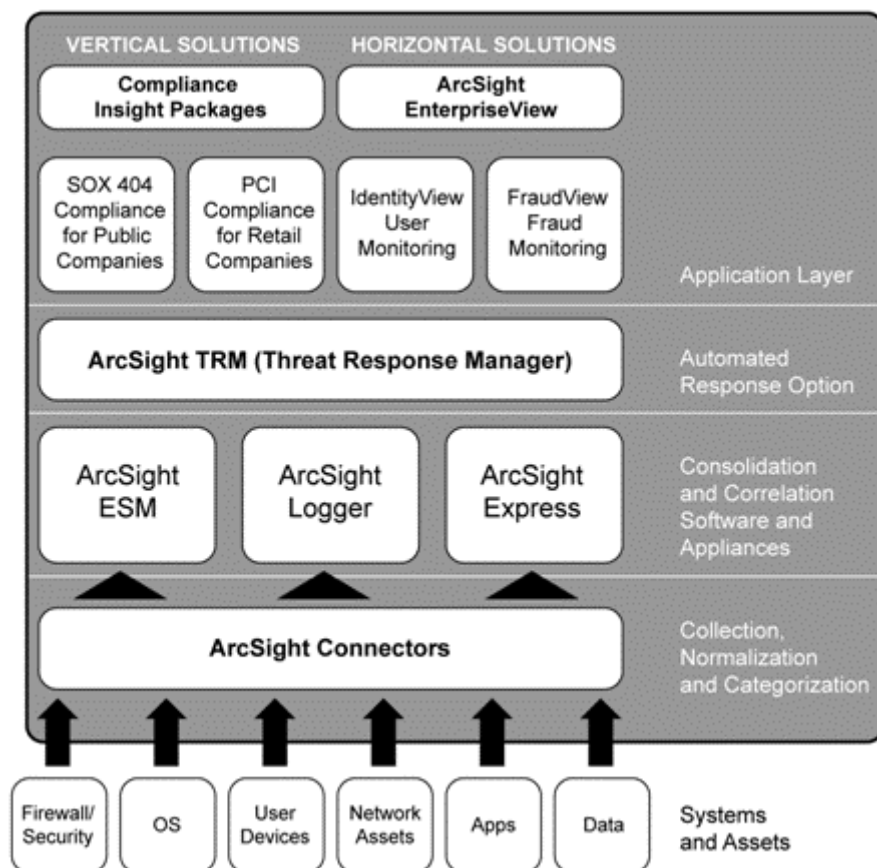 VERTICAL SOLUTIONS
HORIZONTAL SOLUTIONS
Compliance
Insight Packages
ArcSight
EnterpriseView
SOX 404
Compliance
for Public
Companies
PCI
Compliance
for Retail
Companies
IdentityView
User
Monitoring
FraudView
Fraud
Monitoring
Application Layer
ArcSight TRM (Threat Response Manager)
Automated
Response Option
ArcSight
ESM
ArcSight
Logger
ArcSight
Express
Consolidation
and Correlation
Software and
Appliances
ArcSight Connectors
Collection,
Normalization
and Categorization
Firewall/
Security
OS
User
Devices
Network
Assets
Apps
Data
Systems
and Assets